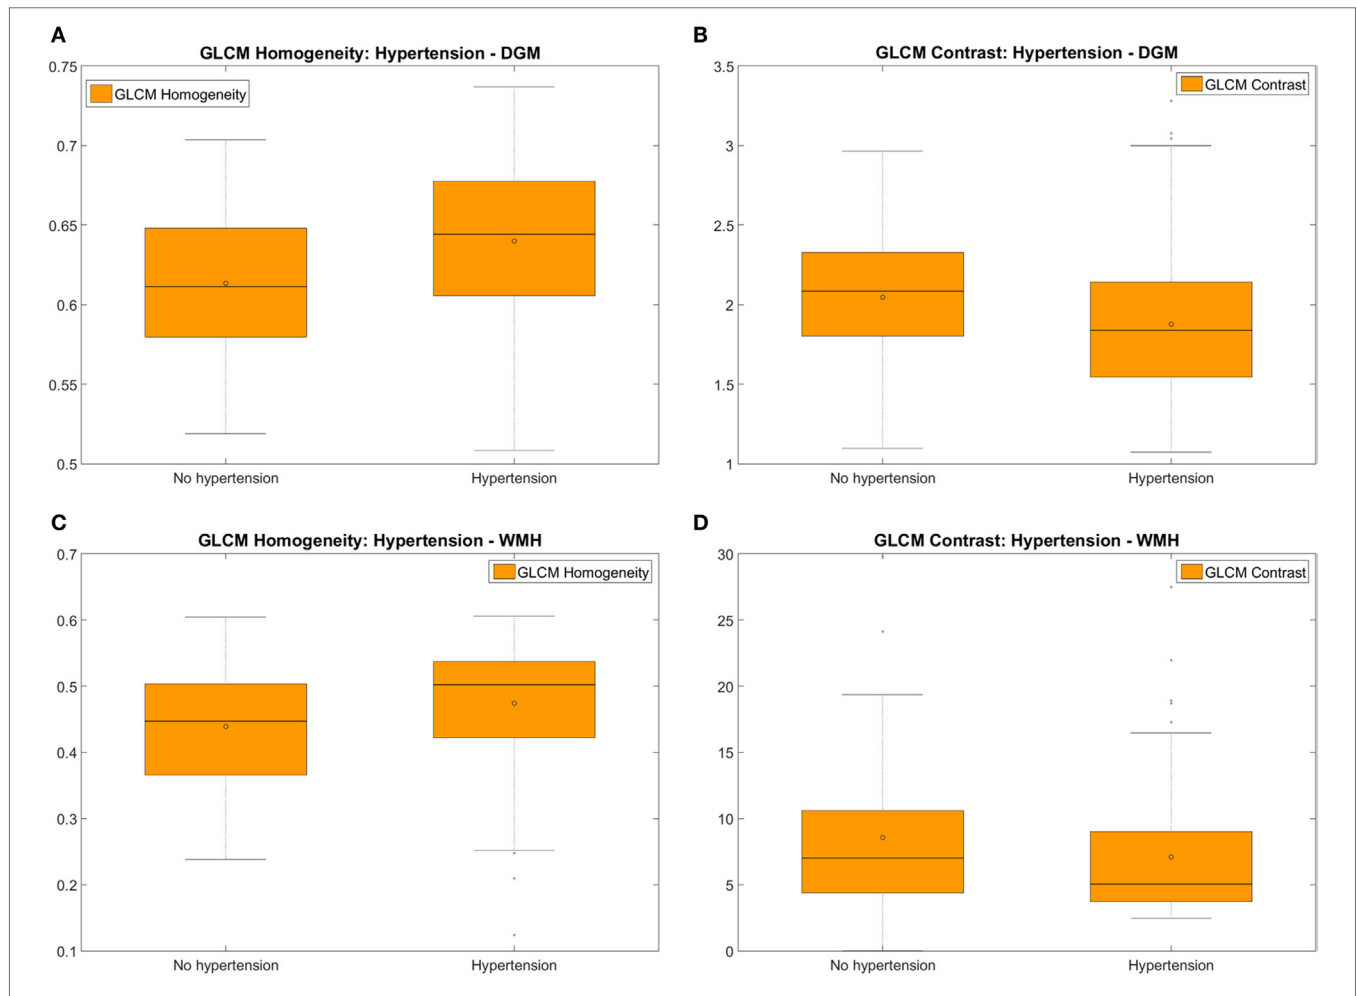 A
GLCM Homogeneity: Hypertension - DGM
GLCM Homogeneity
0.75
0.7
0.65
0.6
0.55
0.5
No hypertension
Hypertension
B
GLCM Contrast: Hypertension - DGM
GLCM Contrast
3.5
3
2.5
2
1.5
1
No hypertension
Hypertension
C
GLCM Homogeneity: Hypertension - WMH
GLCM Homogeneity
0.7
0.6
0.5
0.4
0.3
0.2
0.1
No hypertension
Hypertension
D
GLCM Contrast: Hypertension - WMH
GLCM Contrast
30
25
20
15
10
5
0
No hypertension
Hypertension